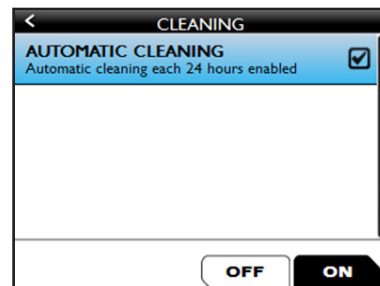 < CLEANING
AUTOMATIC CLEANING
Automatic cleaning each 24 hours enabled
OFF ON